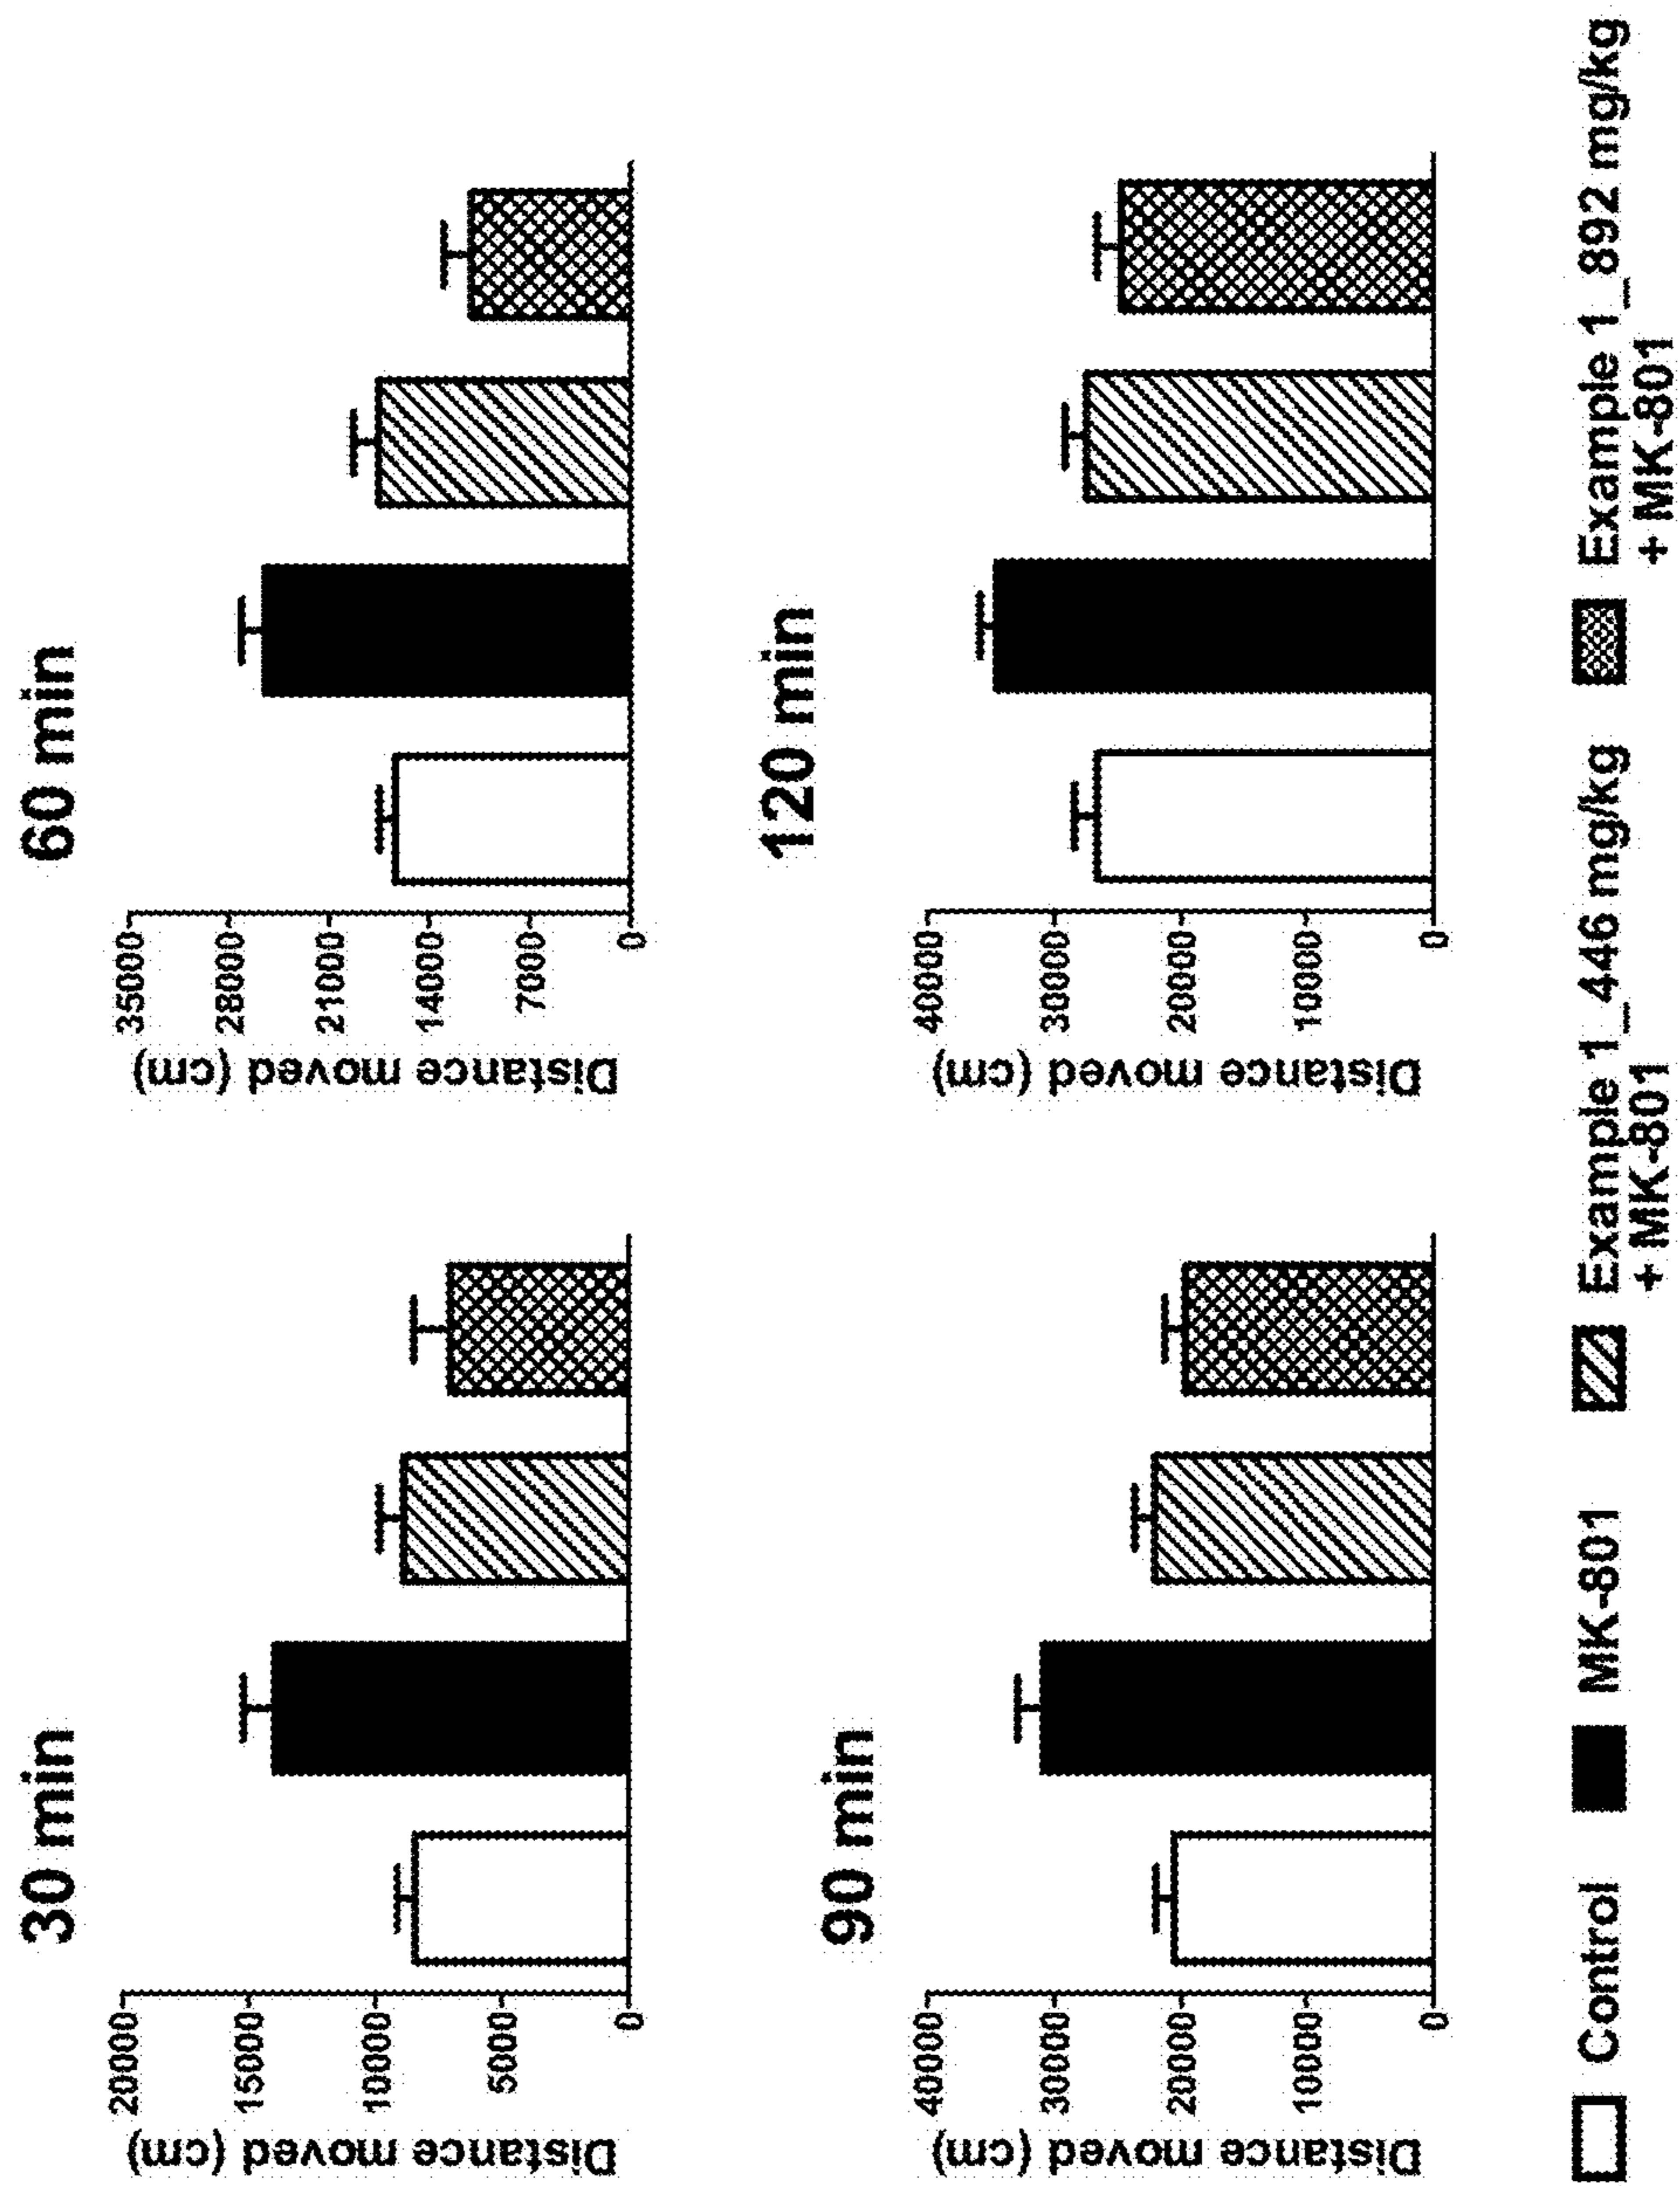 30 min
Distance moved (cm)
20000
15000
10000
5000
0
60 min
Distance moved (cm)
35000
28000
21000
14000
7000
0
90 min
Distance moved (cm)
40000
30000
20000
10000
0
120 min
Distance moved (cm)
40000
30000
20000
10000
0
Control
MK-801
Example 1_446 mg/kg
+ MK-801
Example 1_892 mg/kg
+ MK-801